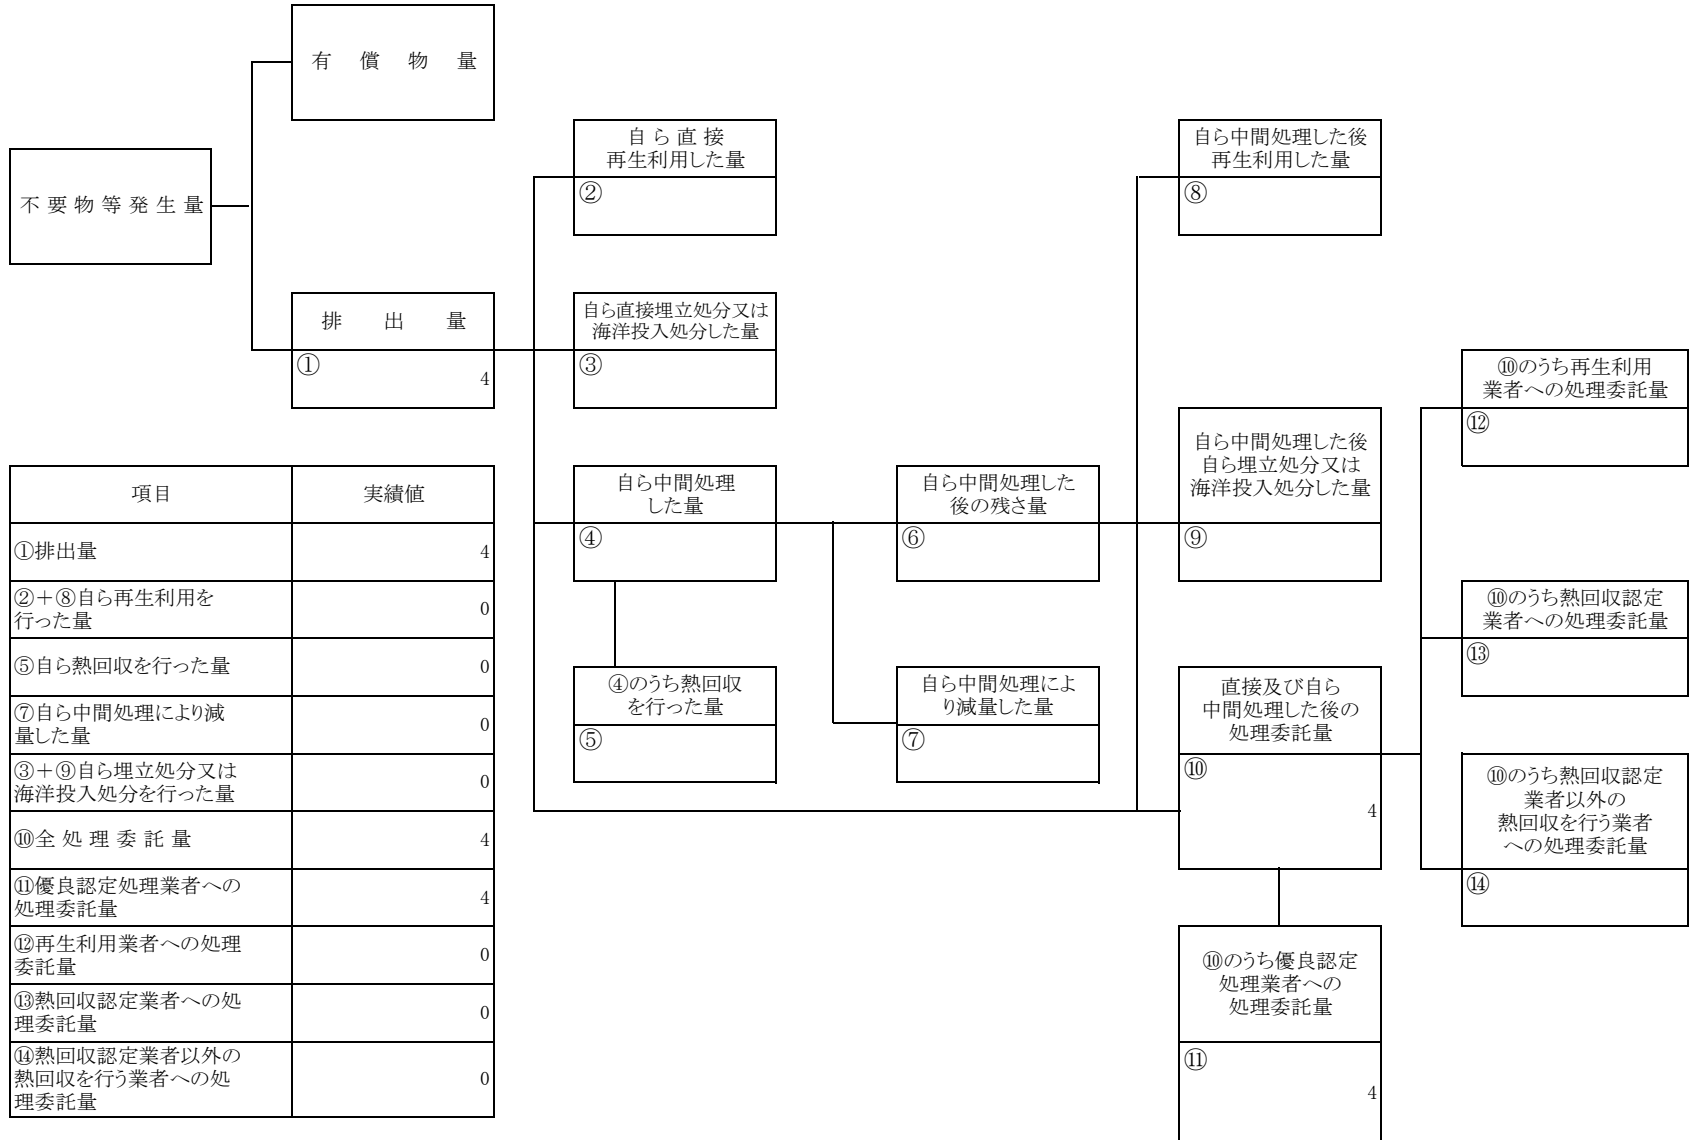 有償物量
不要物等発生量
排出量
①
4
自ら直接
再生利用した量
②
自ら直接埋立処分又は
海洋投入処分した量
③
自ら中間処理
した量
④
④のうち熱回収
を行った量
⑤
自ら中間処理した
後の残さ量
⑥
自ら中間処理によ
り減量した量
⑦
自ら中間処理した後
再生利用した量
⑧
自ら中間処理した後
自ら埋立処分又は
海洋投入処分した量
⑨
直接及び自ら
中間処理した後の
処理委託量
⑩
4
⑩のうち優良認定
処理業者への
処理委託量
⑪
4
⑩のうち再生利用
業者への処理委託量
⑫
⑩のうち熱回収認定
業者への処理委託量
⑬
⑩のうち熱回収認定
業者以外の
熱回収を行う業者
への処理委託量
⑭
項目 実績値
①排出量 4
②＋⑧自ら再生利用を
行った量 0
⑤自ら熱回収を行った量 0
⑦自ら中間処理により減
量した量 0
③＋⑨自ら埋立処分又は
海洋投入処分を行った量 0
⑩全処理委託量 4
⑪優良認定処理業者への
処理委託量 4
⑫再生利用業者への処理
委託量 0
⑬熱回収認定業者への処
理委託量 0
⑭熱回収認定業者以外の
熱回収を行う業者への処 0
理委託量